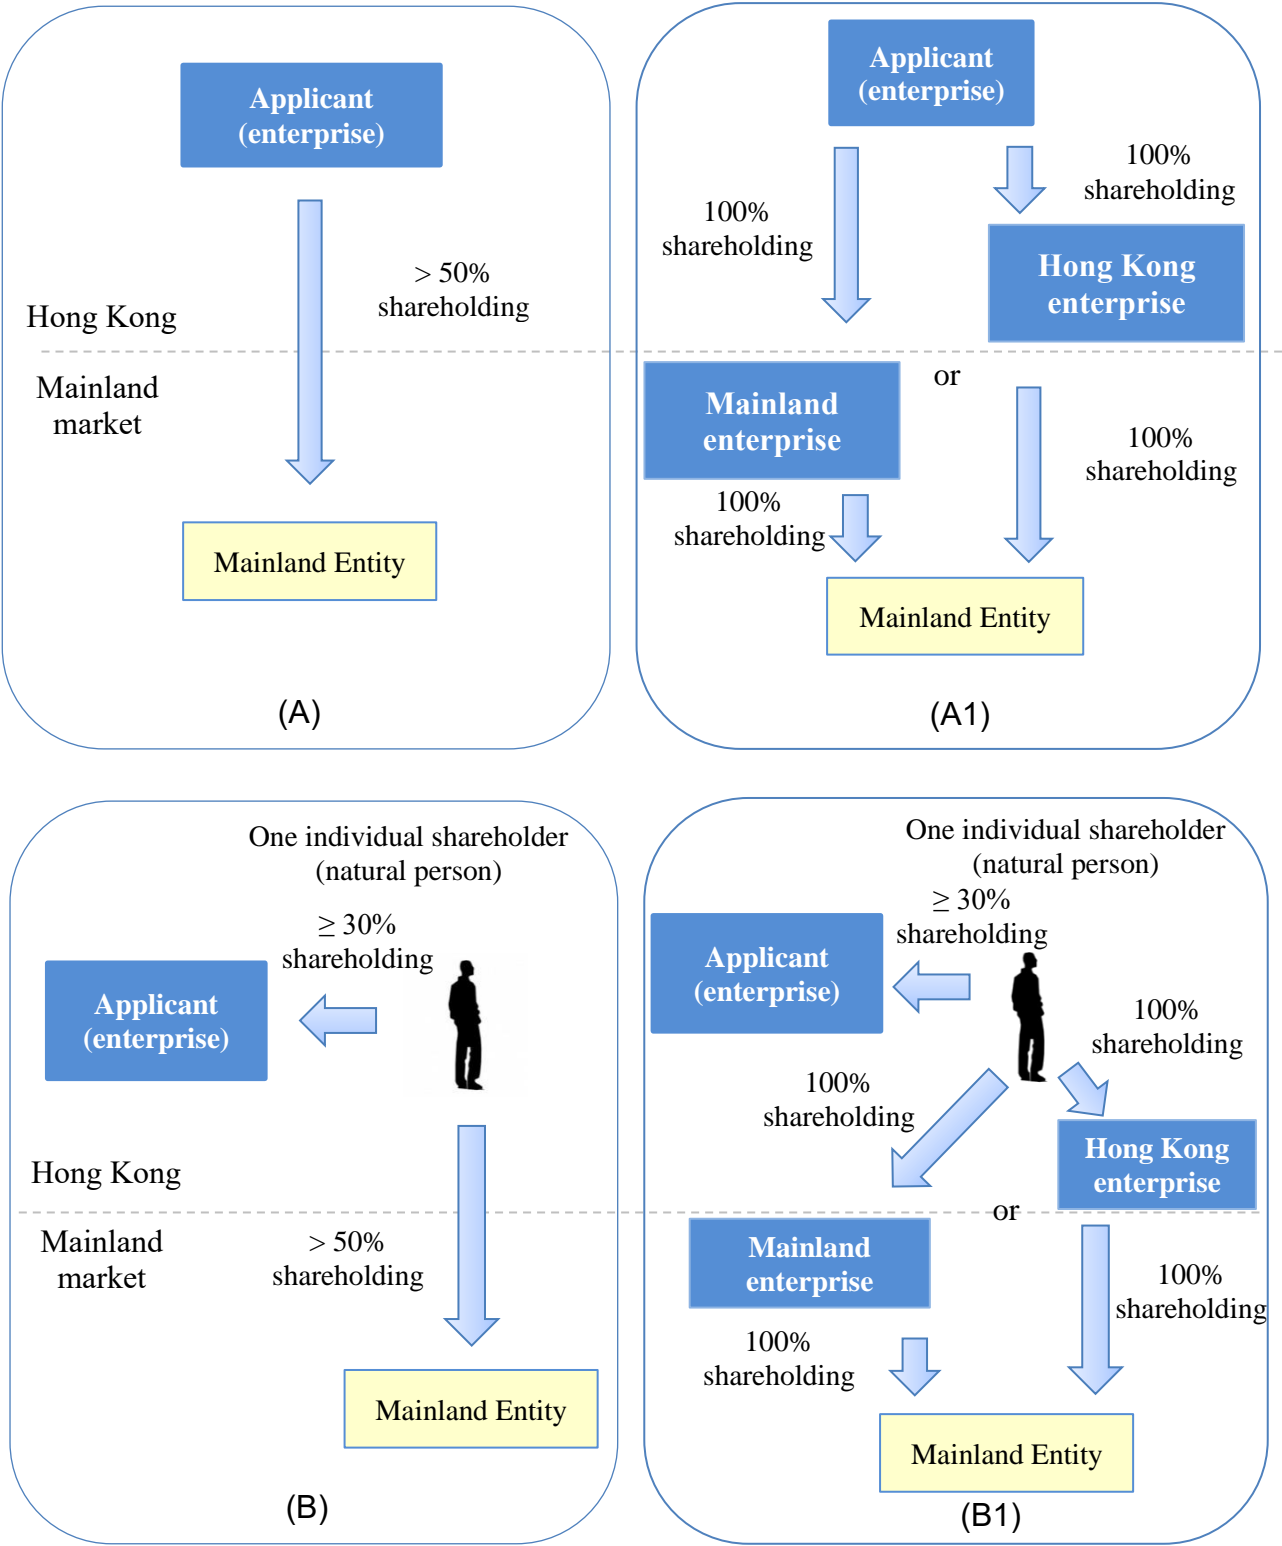 Applicant
(enterprise)
> 50%
shareholding
Hong Kong
Mainland
market
Mainland Entity
(A)
Applicant
(enterprise)
100%
shareholding
100%
shareholding
Hong Kong
enterprise
or
Mainland
enterprise
100%
shareholding
100%
shareholding
Mainland Entity
(A1)
One individual shareholder
(natural person)
≥ 30%
shareholding
Applicant
(enterprise)
Hong Kong
Mainland
market
> 50%
shareholding
Mainland Entity
(B)
One individual shareholder
(natural person)
≥ 30%
shareholding
Applicant
(enterprise)
100%
shareholding
100%
shareholding
Hong Kong
enterprise
or
Mainland
enterprise
100%
shareholding
100%
shareholding
Mainland Entity
(B1)